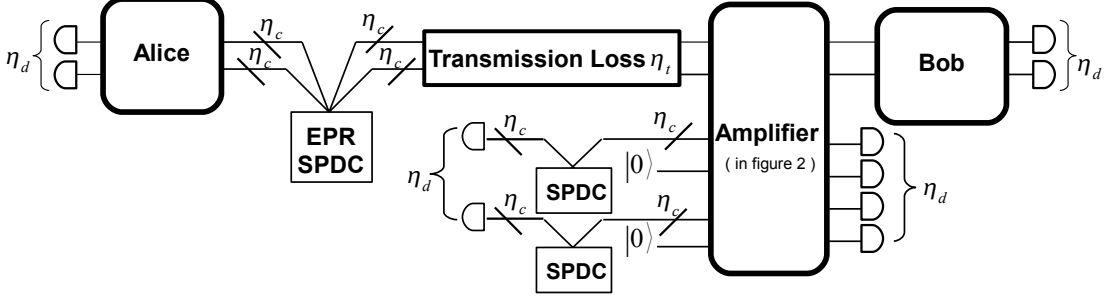 η_d
Alice
η_c
η_c
η_c
η_c
Transmission Loss η_t
Bob
η_d
EPR
SPDC
η_d
η_c
SPDC
η_c
|0⟩
η_c
SPDC
η_c
|0⟩
Amplifier
( in figure 2 )
η_d